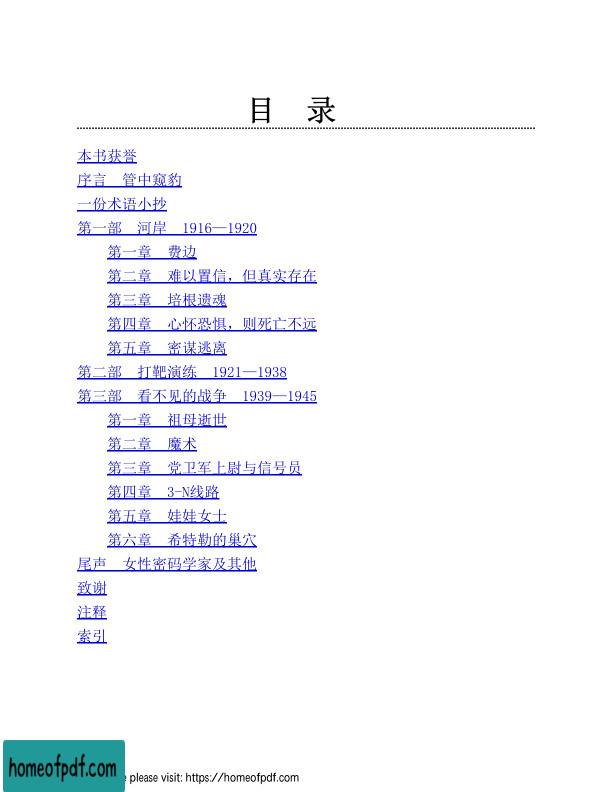 目 录
本书获誉
序言 管中窥豹
一份术语小抄
第一部 河岸 1916—1920
第一章 费边
第二章 难以置信，但真实存在
第三章 培根遗魂
第四章 心怀恐惧，则死亡不远
第五章 密谋逃离
第二部 打靶演练 1921—1938
第三部 看不见的战争 1939—1945
第一章 祖母逝世
第二章 魔术
第三章 党卫军上尉与信号员
第四章 3-N线路
第五章 娃娃女士
第六章 希特勒的巢穴
尾声 女性密码学家及其他
致谢
注释
索引
homeofpdf.com
e please visit: https://homeofpdf.com